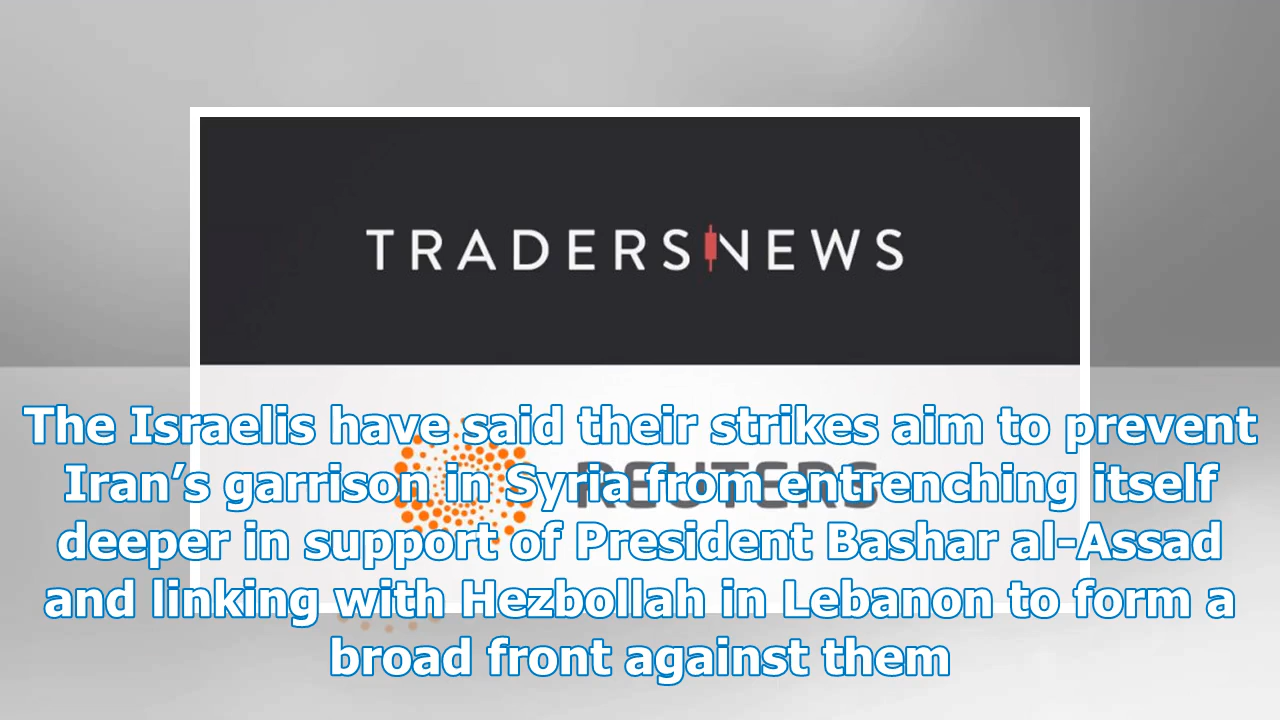 TRADERSNEWS
REUTERS
The Israelis have said their strikes aim to prevent
Iran’s garrison in Syria from entrenching itself
deeper in support of President Bashar al-Assad
and linking with Hezbollah in Lebanon to form a
broad front against them